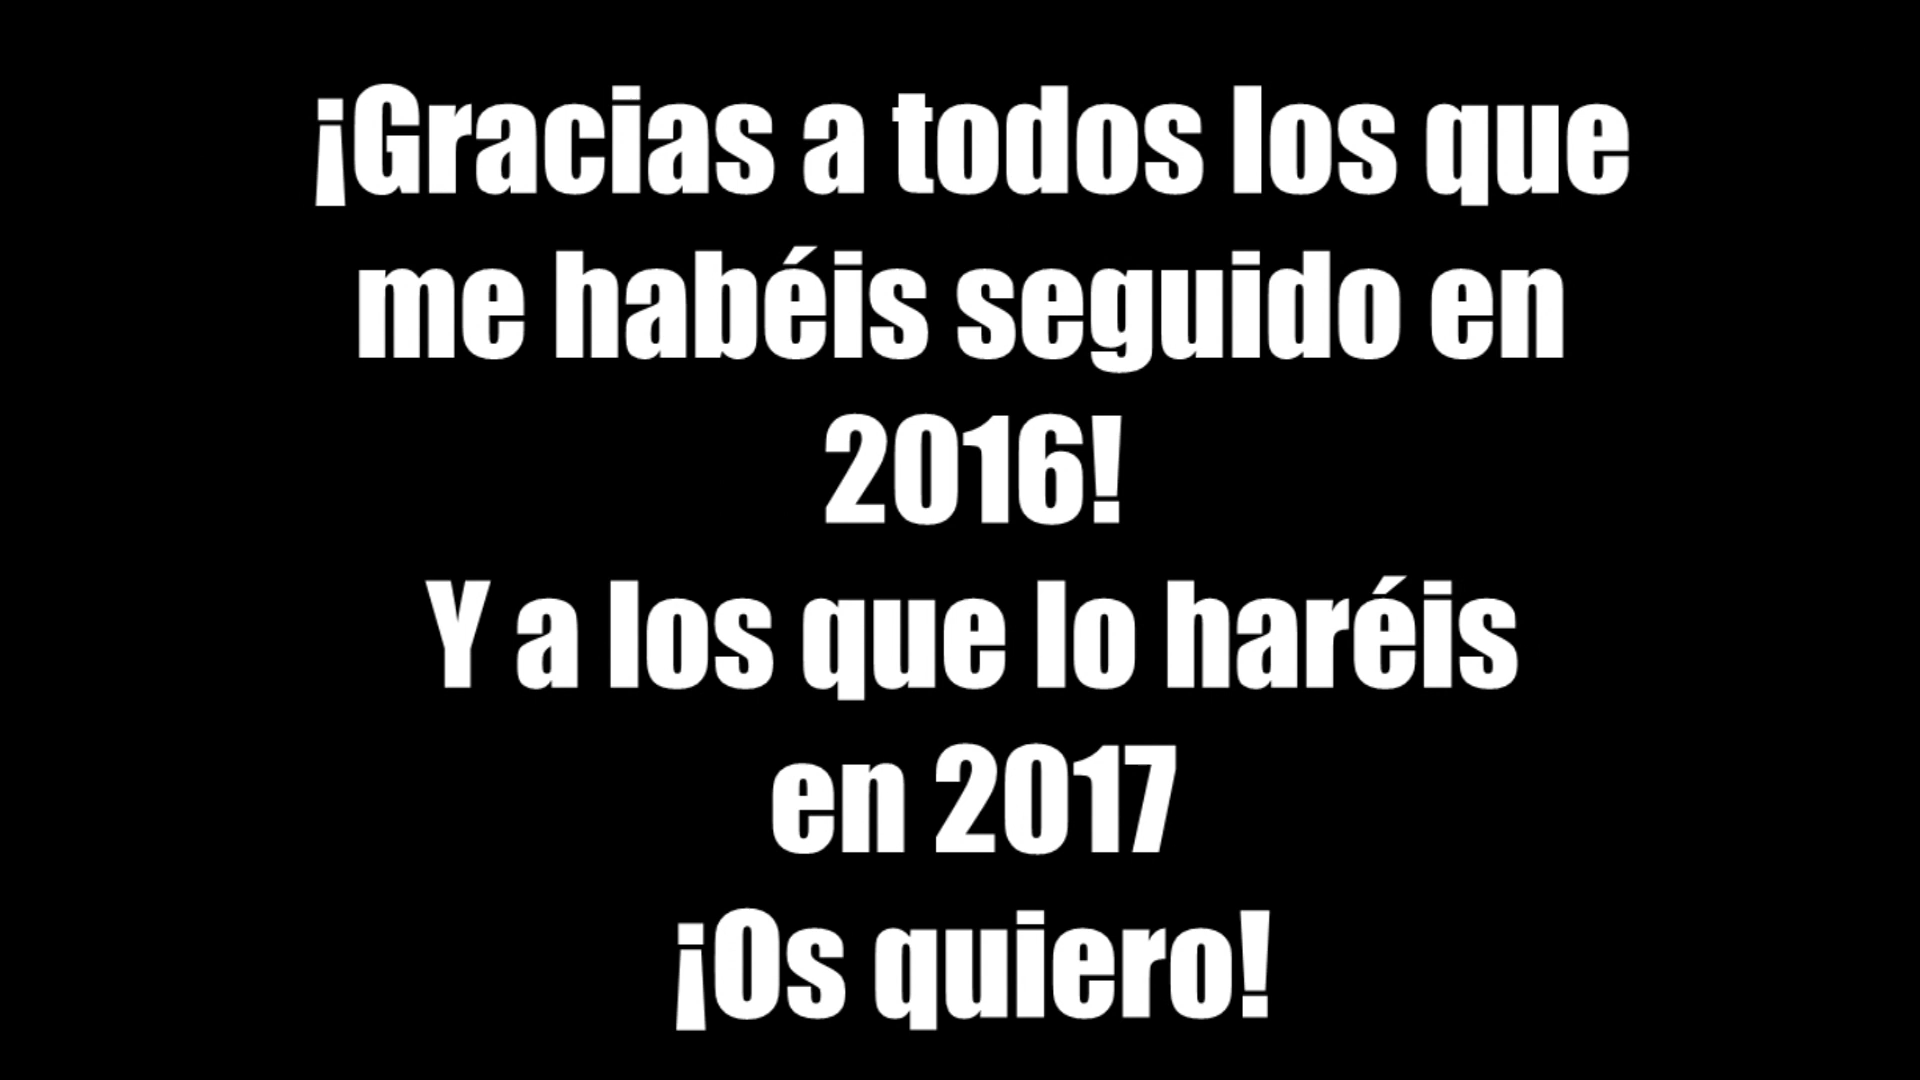 ¡Gracias a todos los que
me habéis seguido en
2016!
Y a los que lo haréis
en 2017
¡Os quiero!